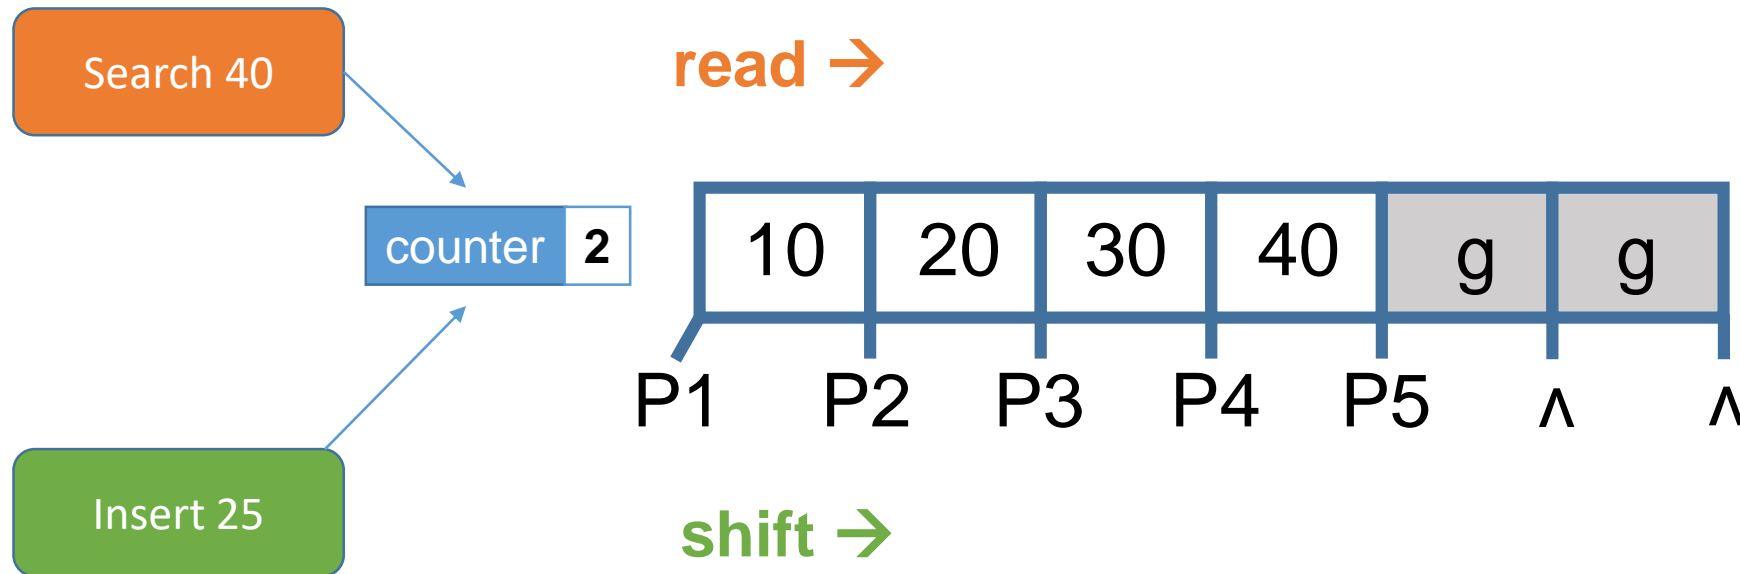 Search 40
read →
counter 2
10 20 30 40 g g
P1 P2 P3 P4 P5 ʌ ʌ
Insert 25
shift →